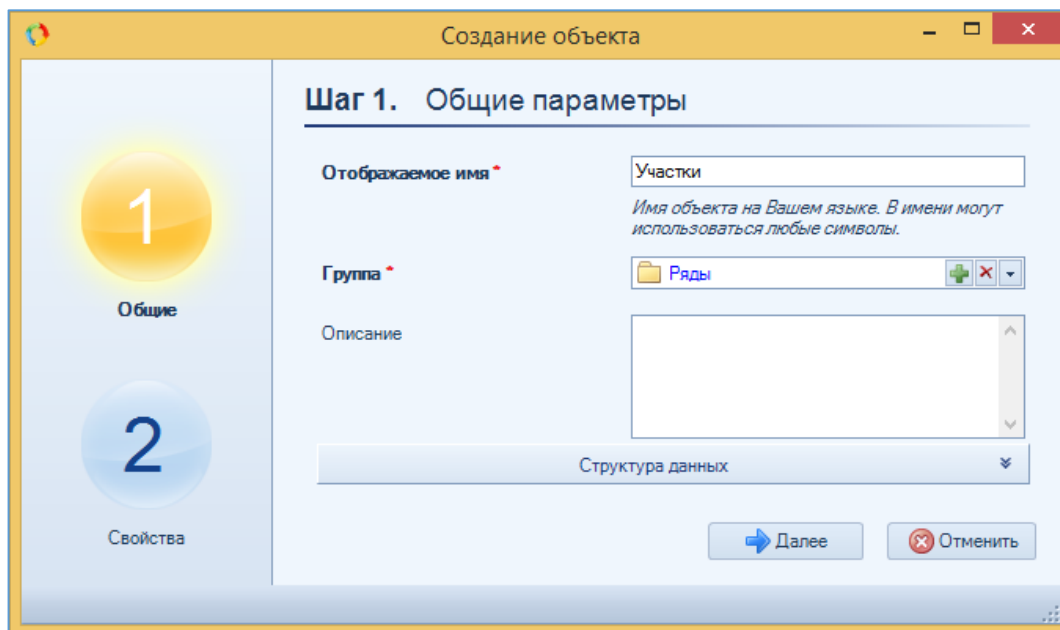 Создание объекта
1
Общие
2
Свойства
Шаг 1. Общие параметры
Отображаемое имя *
Участки
Имя объекта на Вашем языке. В имени могут
использоваться любые символы.
Группа *
Ряды
Описание
Структура данных
Далее
Отменить